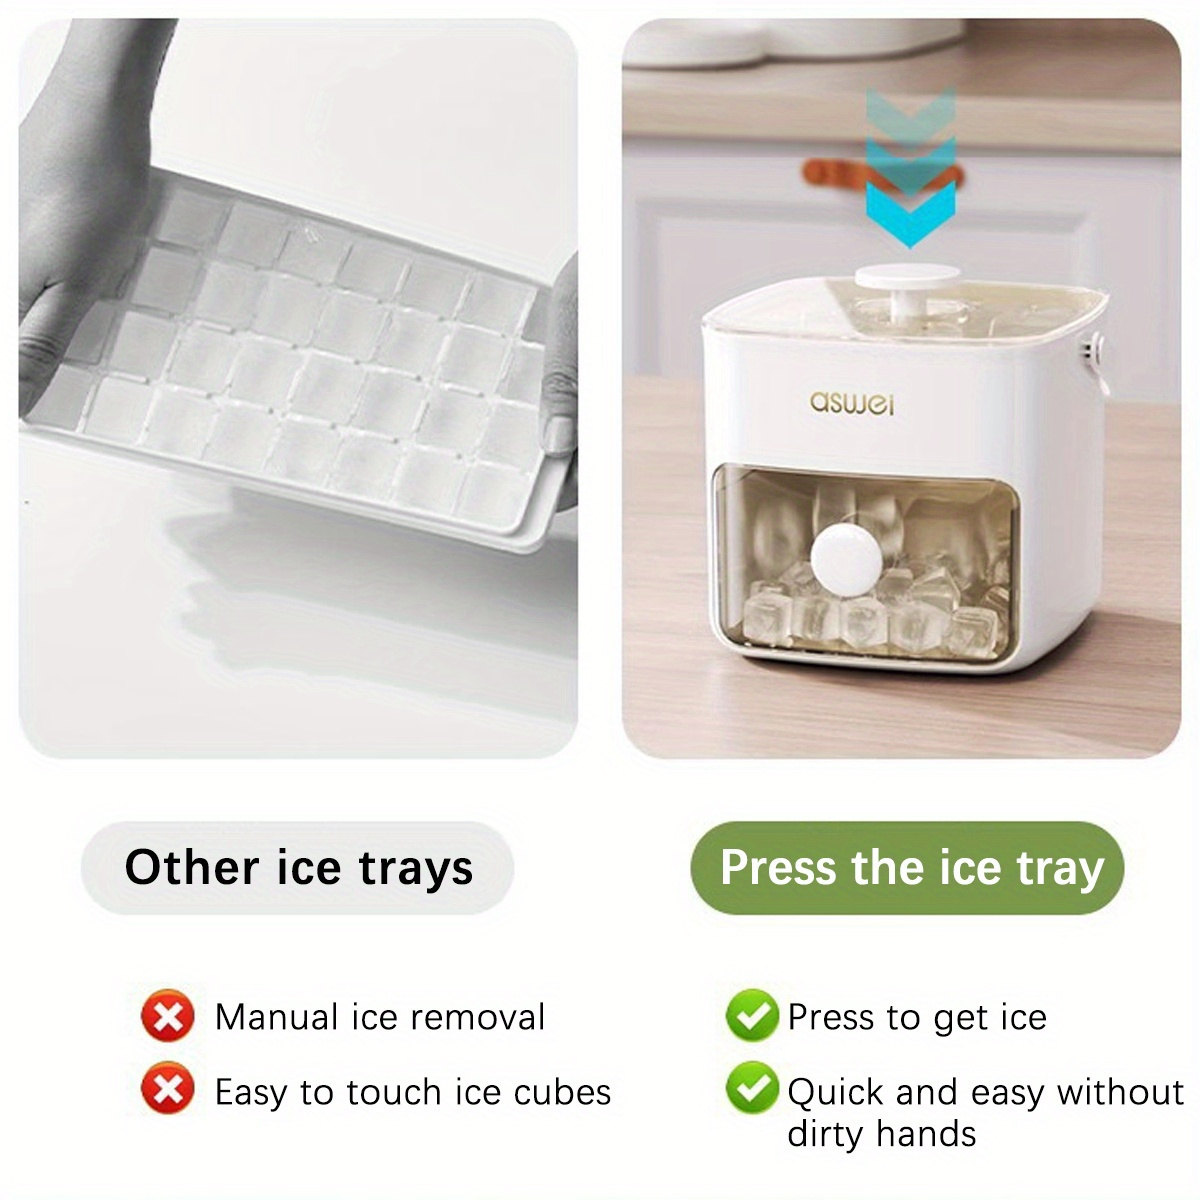 aswei
Other ice trays
Press the ice tray
Manual ice removal
Easy to touch ice cubes
Press to get ice
Quick and easy without
dirty hands